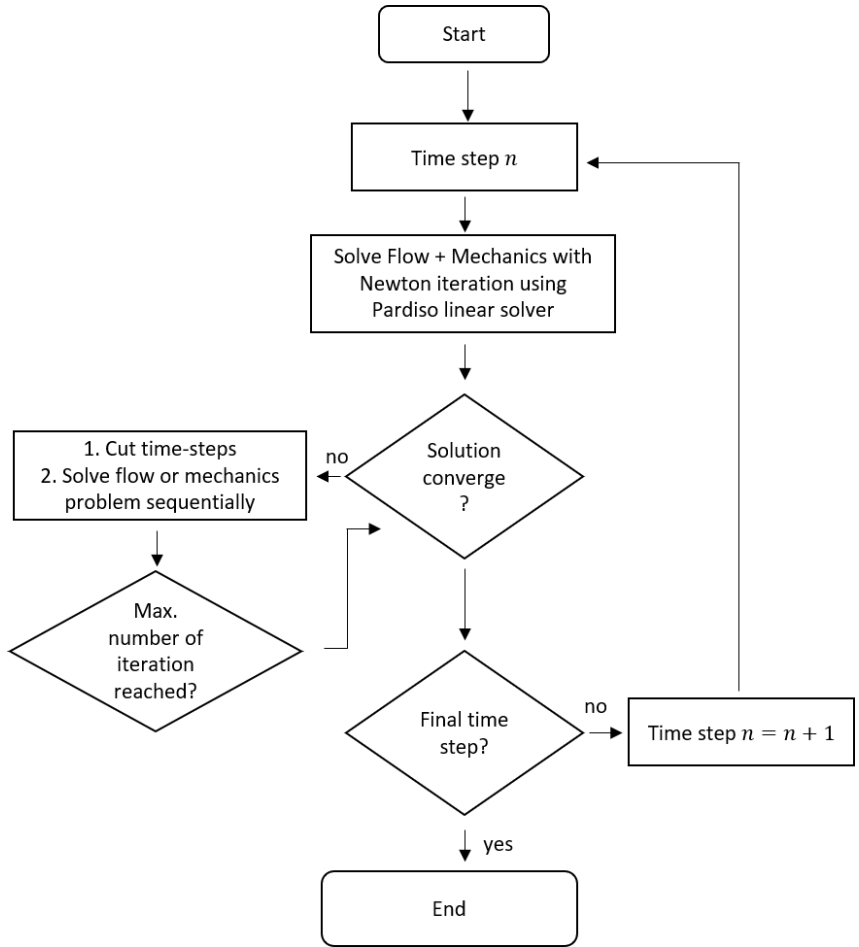 Start
Time step n
Solve Flow + Mechanics with
Newton iteration using
Pardiso linear solver
Solution
converge
?
no
1. Cut time-steps
2. Solve flow or mechanics
problem sequentially
Max.
number of
iteration
reached?
Final time
step?
no
Time step n = n + 1
yes
End